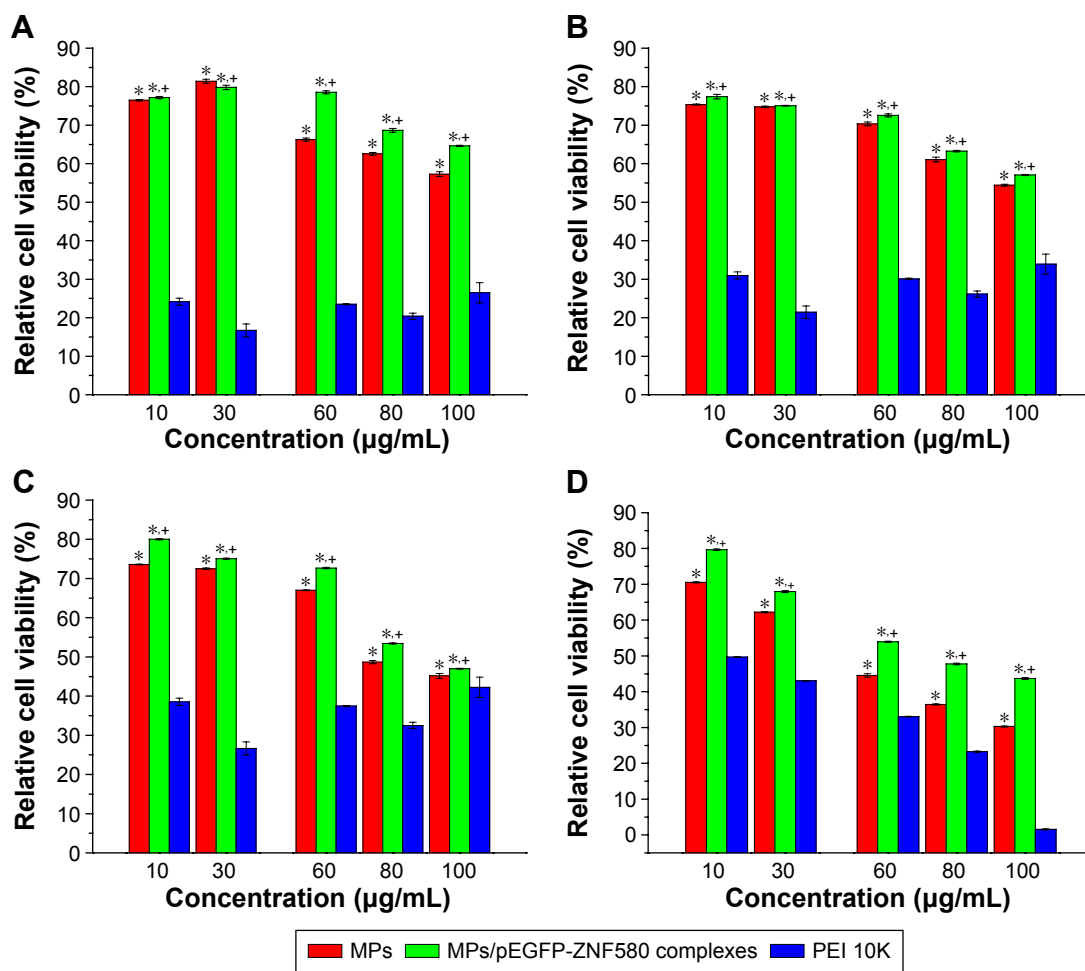 A
Relative cell viability (%)
90
80
70
60
50
40
30
20
10
0
* *,+ * *,+ * *,+ * *,+ * *,+
10 30 60 80 100
Concentration (µg/mL)
B
Relative cell viability (%)
90
80
70
60
50
40
30
20
10
0
* *,+ * *,+ * *,+ * *,+ * *,+
10 30 60 80 100
Concentration (µg/mL)
C
Relative cell viability (%)
90
80
70
60
50
40
30
20
10
0
* *,+ * *,+ * *,+ * *,+ * *,+
10 30 60 80 100
Concentration (µg/mL)
D
Relative cell viability (%)
90
80
70
60
50
40
30
20
10
0
* *,+ * *,+ * *,+ * *,+ * *,+
10 30 60 80 100
Concentration (µg/mL)
MPs MPs/pEGFP-ZNF580 complexes PEI 10K